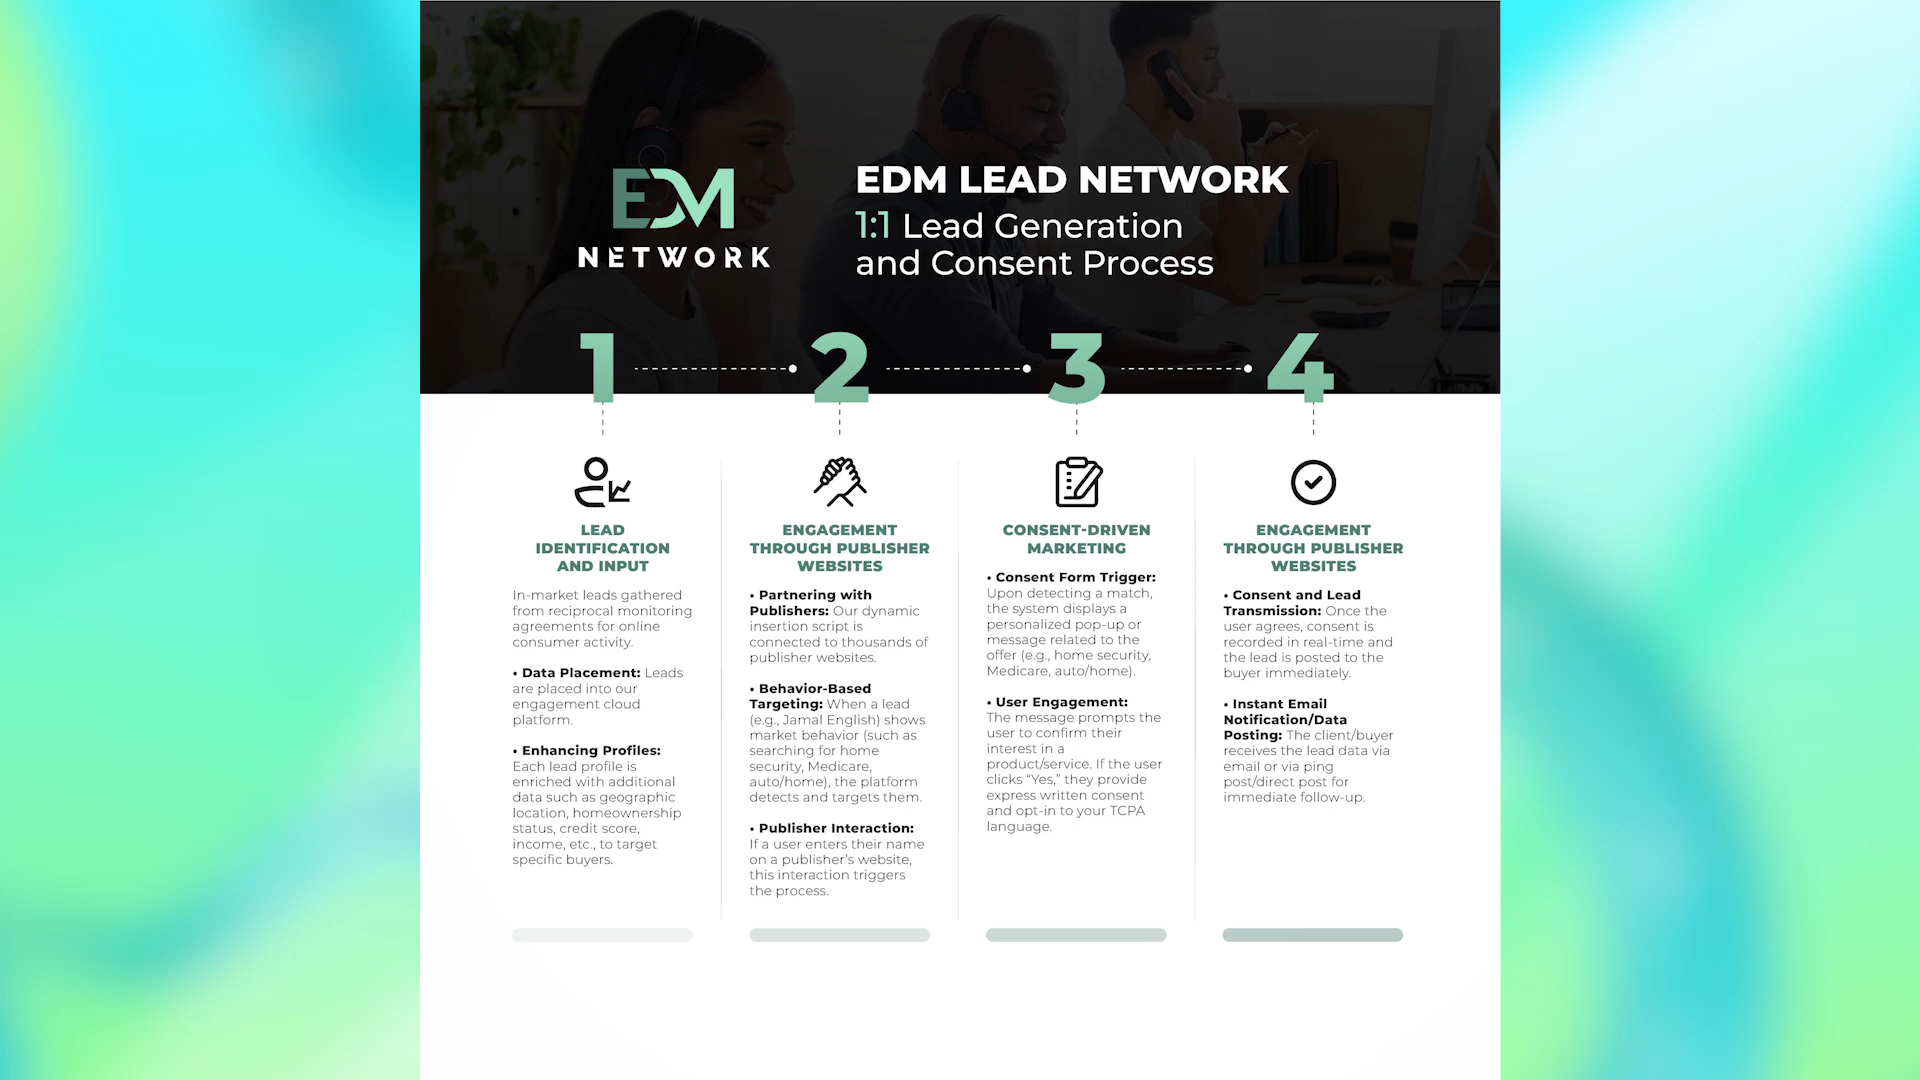 EDM
NETWORK
EDM LEAD NETWORK
1:1 Lead Generation
and Consent Process
1
2
3
4
LEAD
IDENTIFICATION
AND INPUT
In-market leads gathered
from reciprocal monitoring
agreements for online
consumer activity.
• Data Placement: Leads
are placed into our
engagement cloud
platform.
• Enhancing Profiles:
Each lead profile is
enriched with additional
data such as geographic
location, homeownership
status, credit score,
income, etc., to target
specific buyers.
ENGAGEMENT
THROUGH PUBLISHER
WEBSITES
• Partnering with
Publishers: Our dynamic
insertion script is
connected to thousands of
publisher websites.
• Behavior-Based
Targeting: When a lead
(e.g., Jamal English) shows
market behavior (such as
searching for home
security, Medicare,
auto/home), the platform
detects and targets them.
• Publisher Interaction:
If a user enters their name
on a publisher's website,
this interaction triggers
the process.
CONSENT-DRIVEN
MARKETING
• Consent Form Trigger:
Upon detecting a match,
the system displays a
personalized pop-up or
message related to the
offer (e.g., home security,
Medicare, auto/home).
• User Engagement:
The message prompts the
user to confirm their
interest in a
product/service. If the user
clicks “Yes,” they provide
express written consent
and opt-in to your TCPA
language.
ENGAGEMENT
THROUGH PUBLISHER
WEBSITES
• Consent and Lead
Transmission: Once the
user agrees, consent is
recorded in real-time and
the lead is posted to the
buyer immediately.
• Instant Email
Notification/Data
Posting: The client/buyer
receives the lead data via
email or via ping
post/direct post for
immediate follow-up.